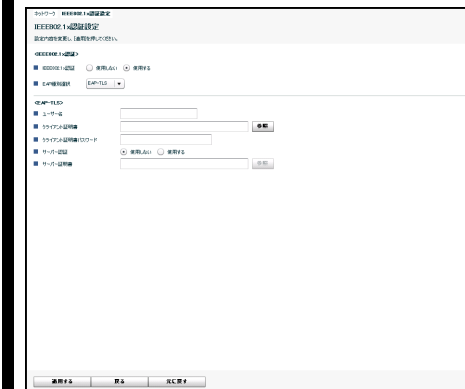 ネットワーク IEEE802.1x認証設定
IEEE802.1x認証設定
設定内容を変更し、[適用]を押してください。
<IEEE802.1x認証>
IEEE802.1x認証 使用しない 使用する
EAP種別選択 EAP-TLS
<EAP-TLS>
ユーザー名
クライアント証明書 参照
クライアント証明書パスワード
サーバー認証 使用しない 使用する
サーバー証明書 参照
適用する 戻る 元に戻す